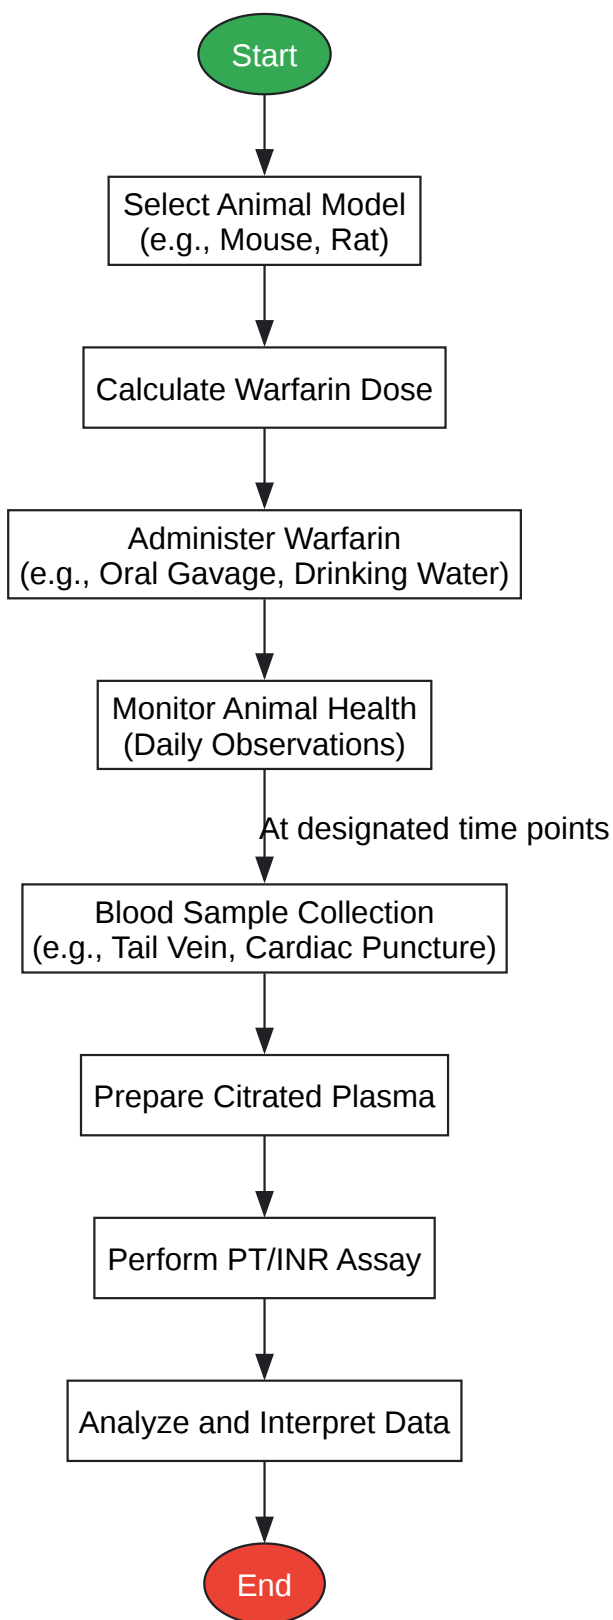 Start
Select Animal Model
(e.g., Mouse, Rat)
Calculate Warfarin Dose
Administer Warfarin
(e.g., Oral Gavage, Drinking Water)
Monitor Animal Health
(Daily Observations)
At designated time points
Blood Sample Collection
(e.g., Tail Vein, Cardiac Puncture)
Prepare Citrated Plasma
Perform PT/INR Assay
Analyze and Interpret Data
End